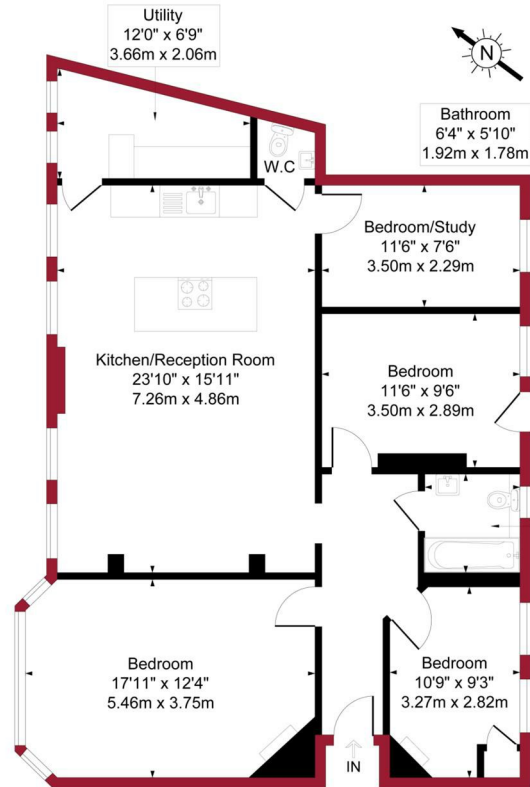 Utility
12'0" x 6'9"
3.66m x 2.06m
N
Bathroom
6'4" x 5'10"
1.92m x 1.78m
W.C
Bedroom/Study
11'6" x 7'6"
3.50m x 2.29m
Kitchen/Reception Room
23'10" x 15'11"
7.26m x 4.86m
Bedroom
11'6" x 9'6"
3.50m x 2.89m
Bedroom
17'11" x 12'4"
5.46m x 3.75m
Bedroom
10'9" x 9'3"
3.27m x 2.82m
IN